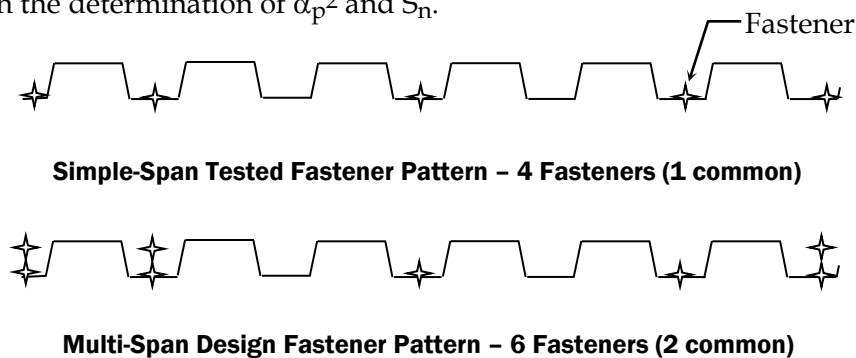 n the determination of αp² and Sn.
Fastener
Simple-Span Tested Fastener Pattern – 4 Fasteners (1 common)
Multi-Span Design Fastener Pattern – 6 Fasteners (2 common)